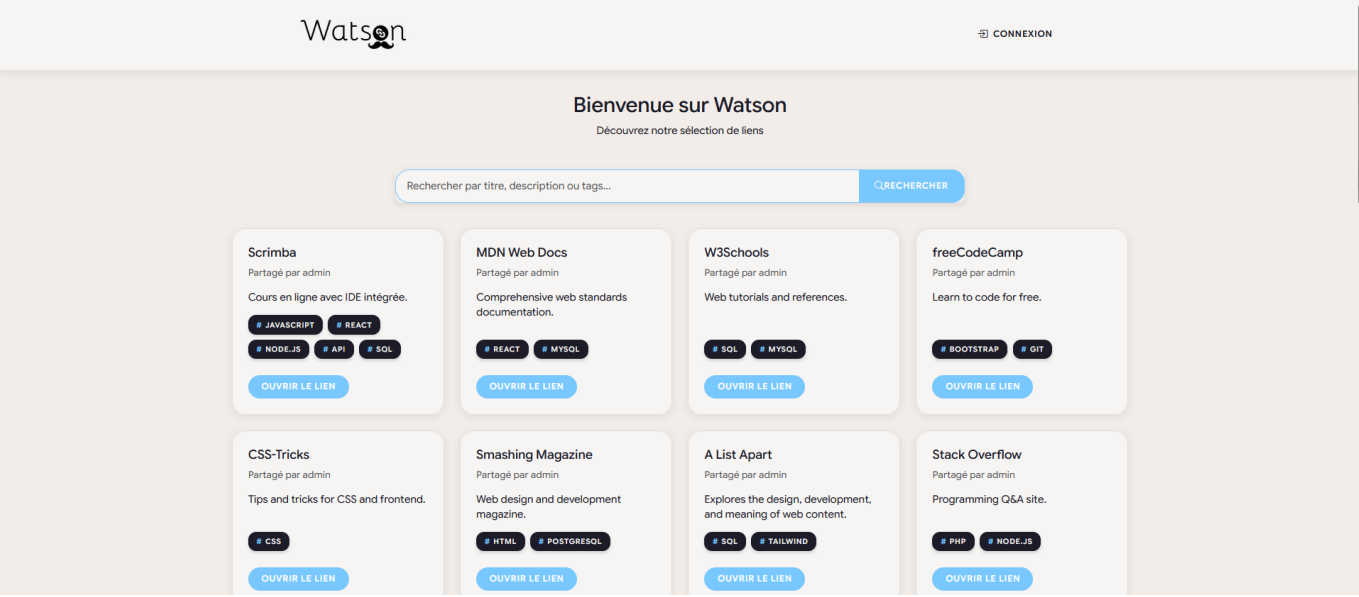 Watson
CONNEXION
Bienvenue sur Watson
Découvrez notre sélection de liens
Rechercher par titre, description ou tags...
RECHERCHER
Scrimba
Partagé par admin
Cours en ligne avec IDE intégrée.
# JAVASCRIPT # REACT
# NODE.JS # API # SQL
OUVRIR LE LIEN
MDN Web Docs
Partagé par admin
Comprehensive web standards
documentation.
# REACT # MYSQL
OUVRIR LE LIEN
W3Schools
Partagé par admin
Web tutorials and references.
# SQL # MYSQL
OUVRIR LE LIEN
freeCodeCamp
Partagé par admin
Learn to code for free.
# BOOTSTRAP # GIT
OUVRIR LE LIEN
CSS-Tricks
Partagé par admin
Tips and tricks for CSS and frontend.
# CSS
OUVRIR LE LIEN
Smashing Magazine
Partagé par admin
Web design and development
magazine.
# HTML # POSTGRESQL
OUVRIR LE LIEN
A List Apart
Partagé par admin
Explores the design, development,
and meaning of web content.
# SQL # TAILWIND
OUVRIR LE LIEN
Stack Overflow
Partagé par admin
Programming Q&A site.
# PHP # NODE.JS
OUVRIR LE LIEN